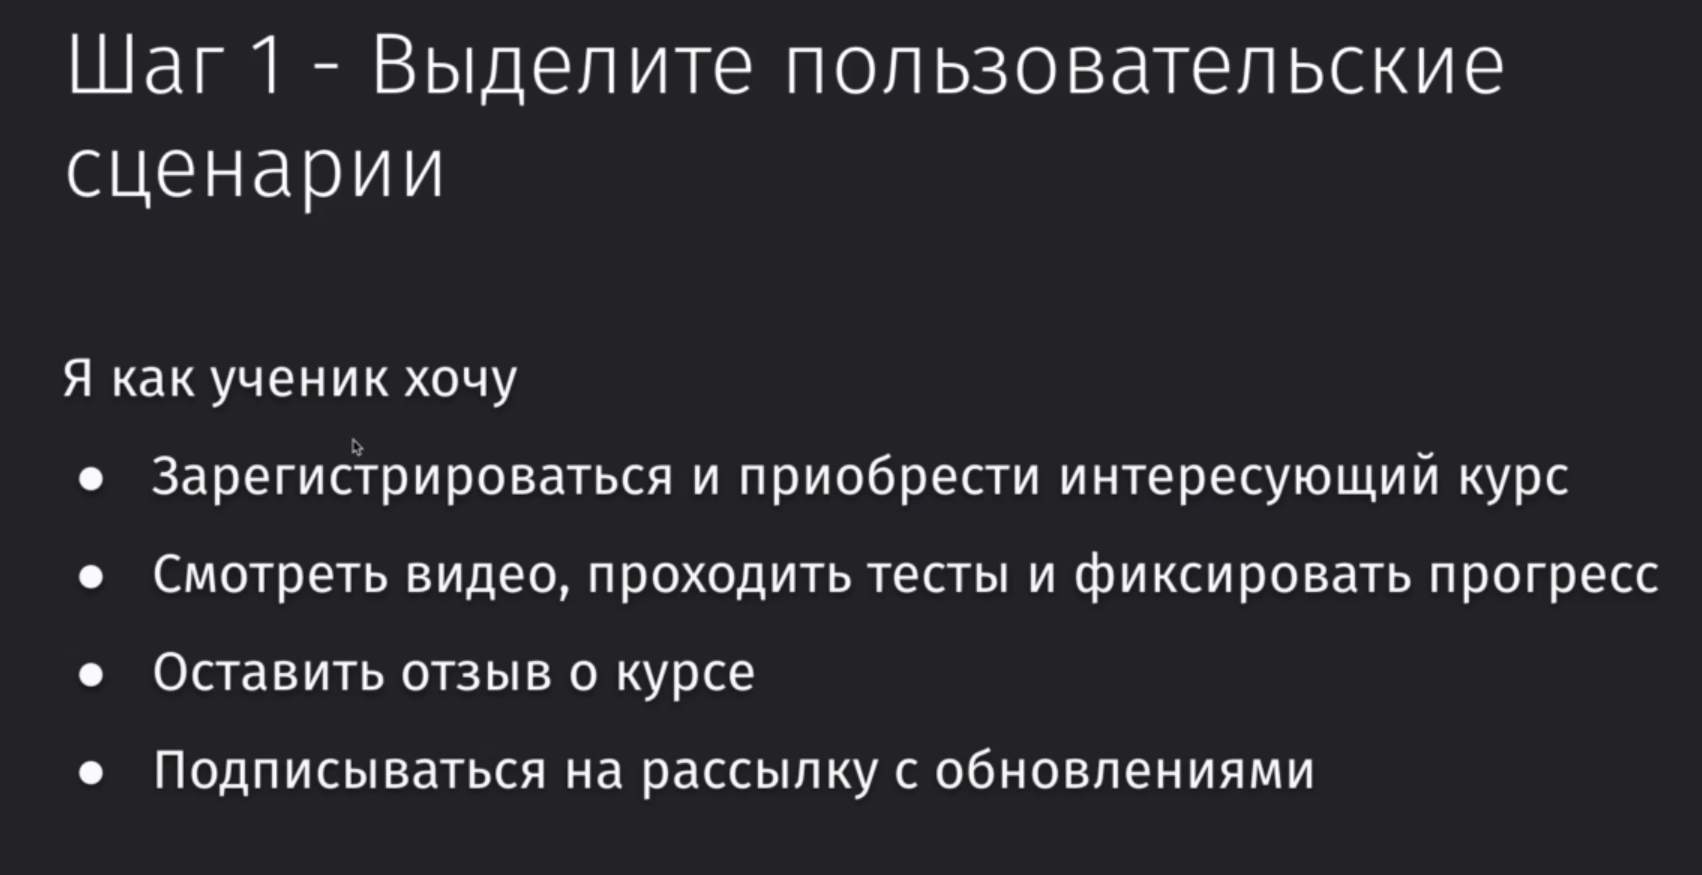 Шаг 1 - Выделите пользовательские
сценарии
Я как ученик хочу
● Зарегистрироваться и приобрести интересующий курс
● Смотреть видео, проходить тесты и фиксировать прогресс
● Оставить отзыв о курсе
● Подписываться на рассылку с обновлениями